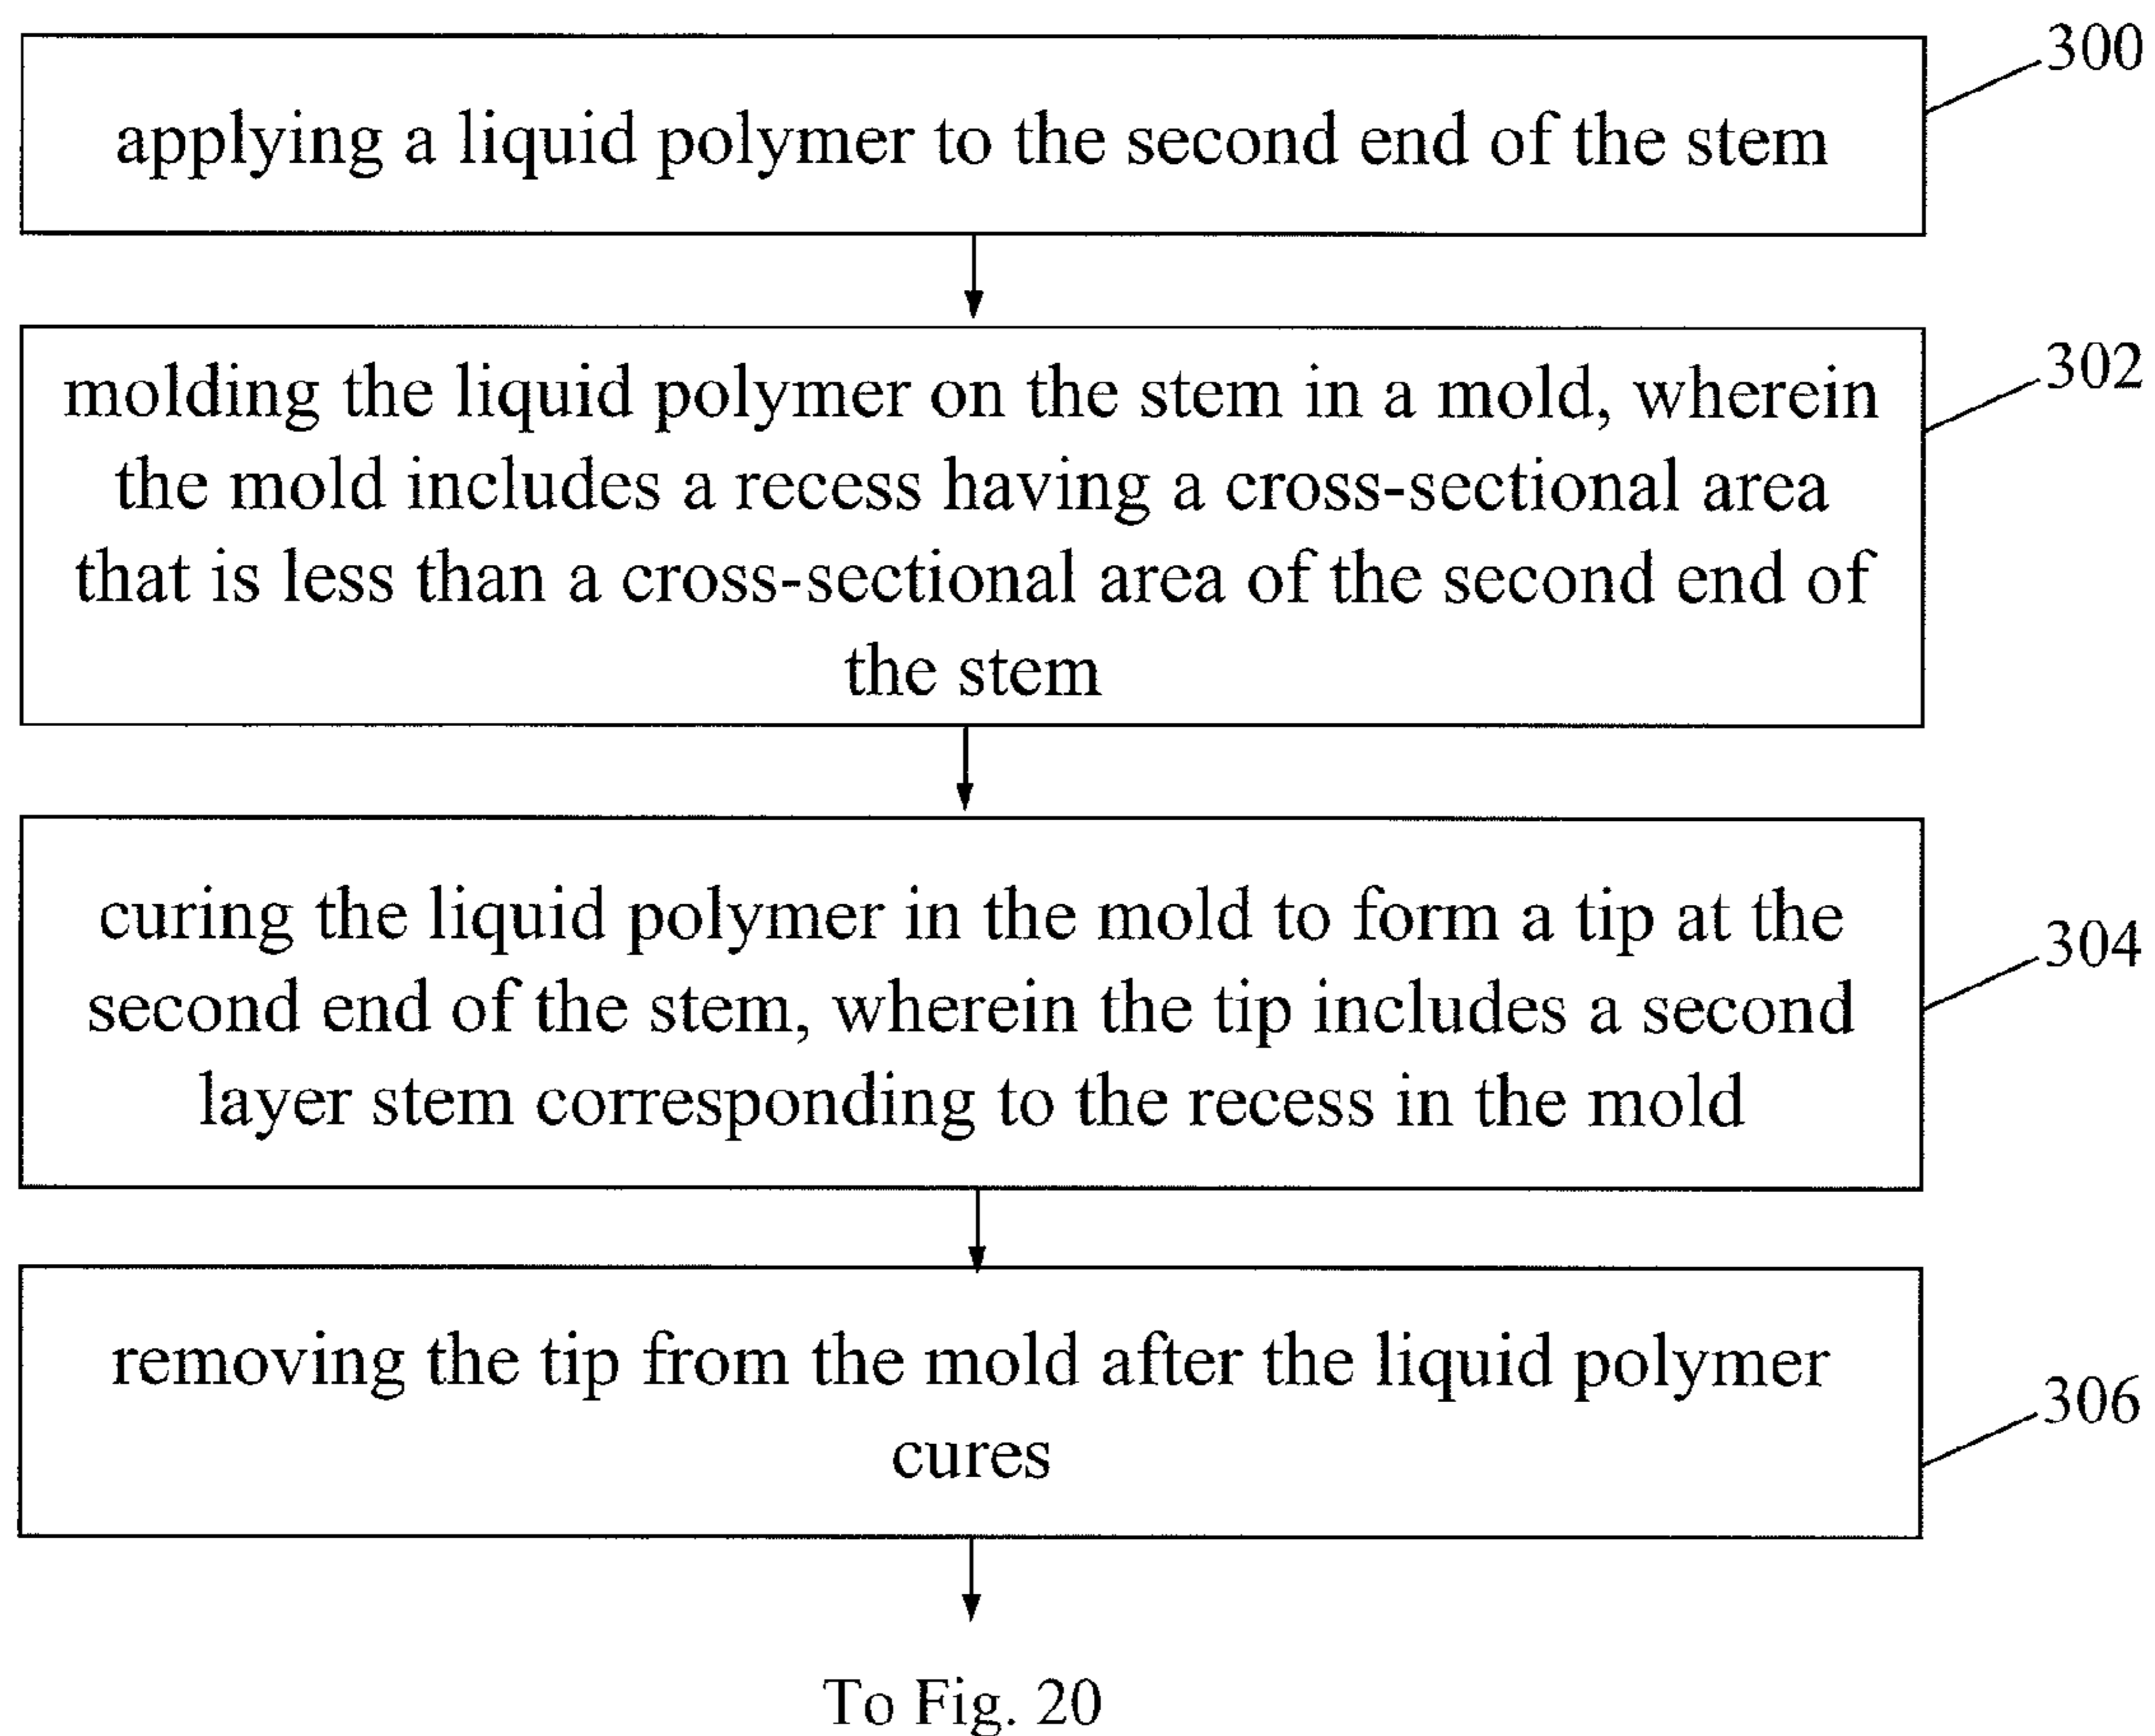 300
applying a liquid polymer to the second end of the stem
302
molding the liquid polymer on the stem in a mold, wherein
the mold includes a recess having a cross-sectional area
that is less than a cross-sectional area of the second end of
the stem
304
curing the liquid polymer in the mold to form a tip at the
second end of the stem, wherein the tip includes a second
layer stem corresponding to the recess in the mold
306
removing the tip from the mold after the liquid polymer
cures
To Fig. 20